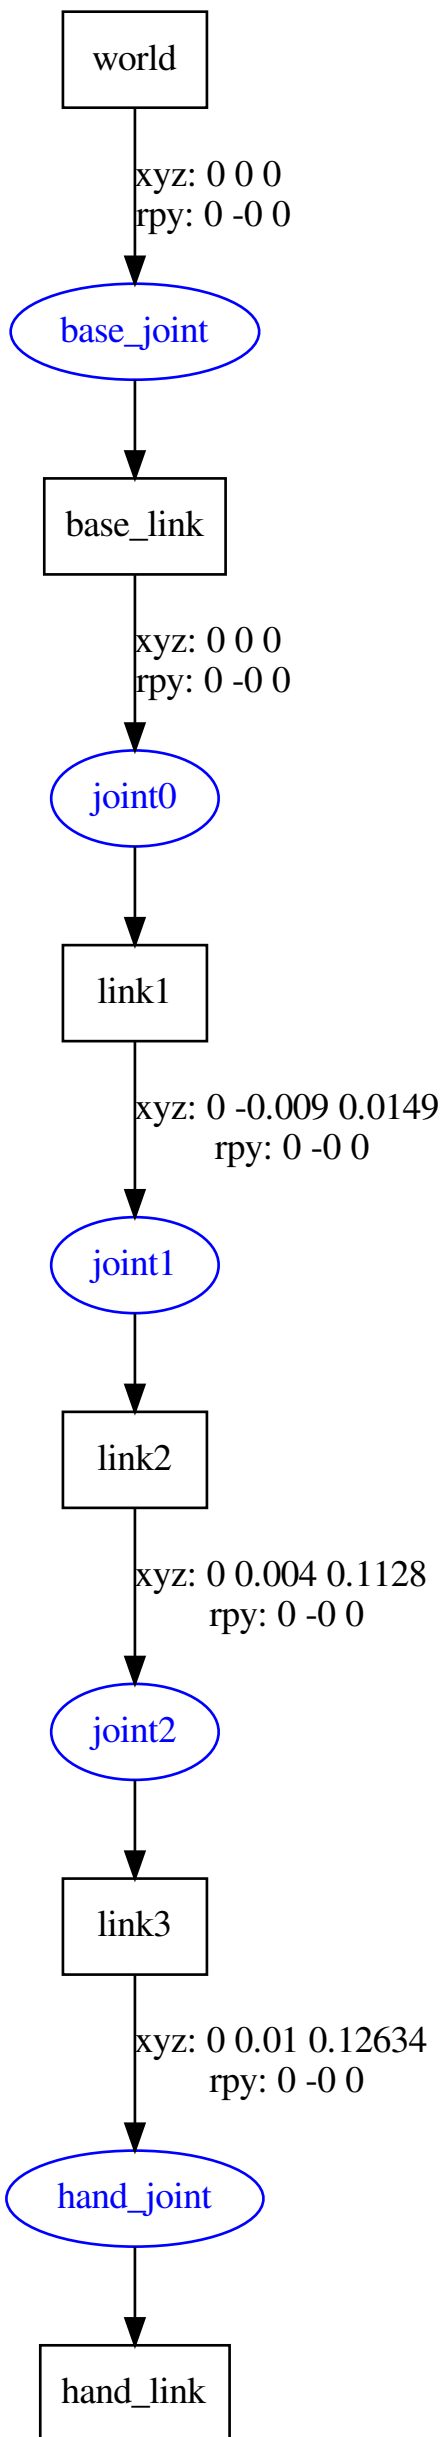 world
xyz: 0 0 0
rpy: 0 -0 0
base_joint
base_link
xyz: 0 0 0
rpy: 0 -0 0
joint0
link1
xyz: 0 -0.009 0.0149
rpy: 0 -0 0
joint1
link2
xyz: 0 0.004 0.1128
rpy: 0 -0 0
joint2
link3
xyz: 0 0.01 0.12634
rpy: 0 -0 0
hand_joint
hand_link